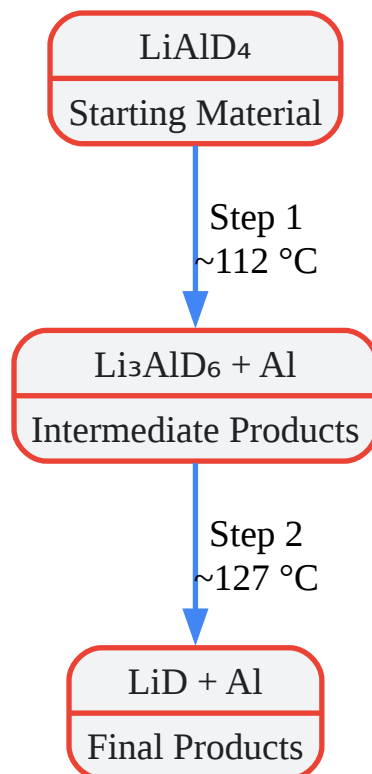 LiAlD₄
Starting Material
Step 1
~112 °C
Li₃AlD₆ + Al
Intermediate Products
Step 2
~127 °C
LiD + Al
Final Products